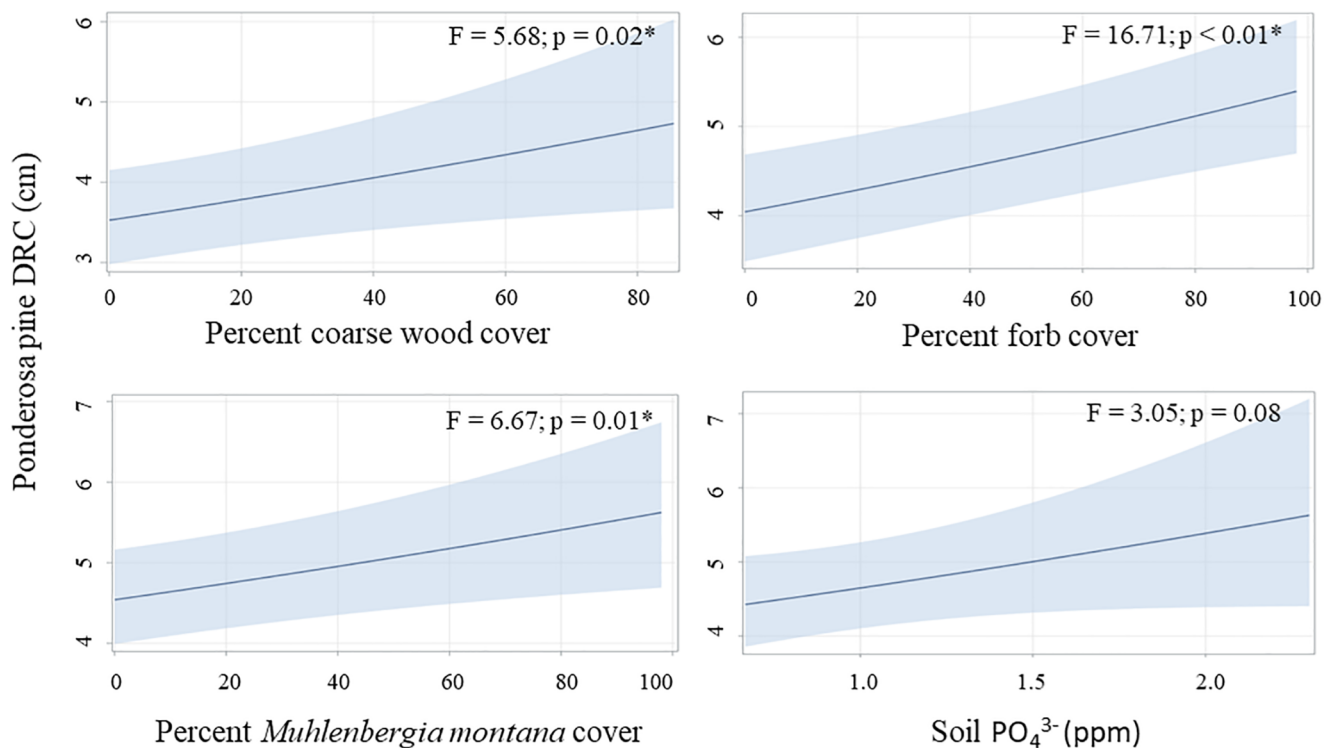 Ponderosa pine DRC (cm)
6
5
4
3
F = 5.68; p = 0.02*
0 20 40 60 80
Percent coarse wood cover
6
5
4
F = 16.71; p < 0.01*
0 20 40 60 80 100
Percent forb cover
7
6
5
4
F = 6.67; p = 0.01*
0 20 40 60 80 100
Percent Muhlenbergia montana cover
7
6
5
4
F = 3.05; p = 0.08
1.0 1.5 2.0
Soil PO₄³⁻ (ppm)